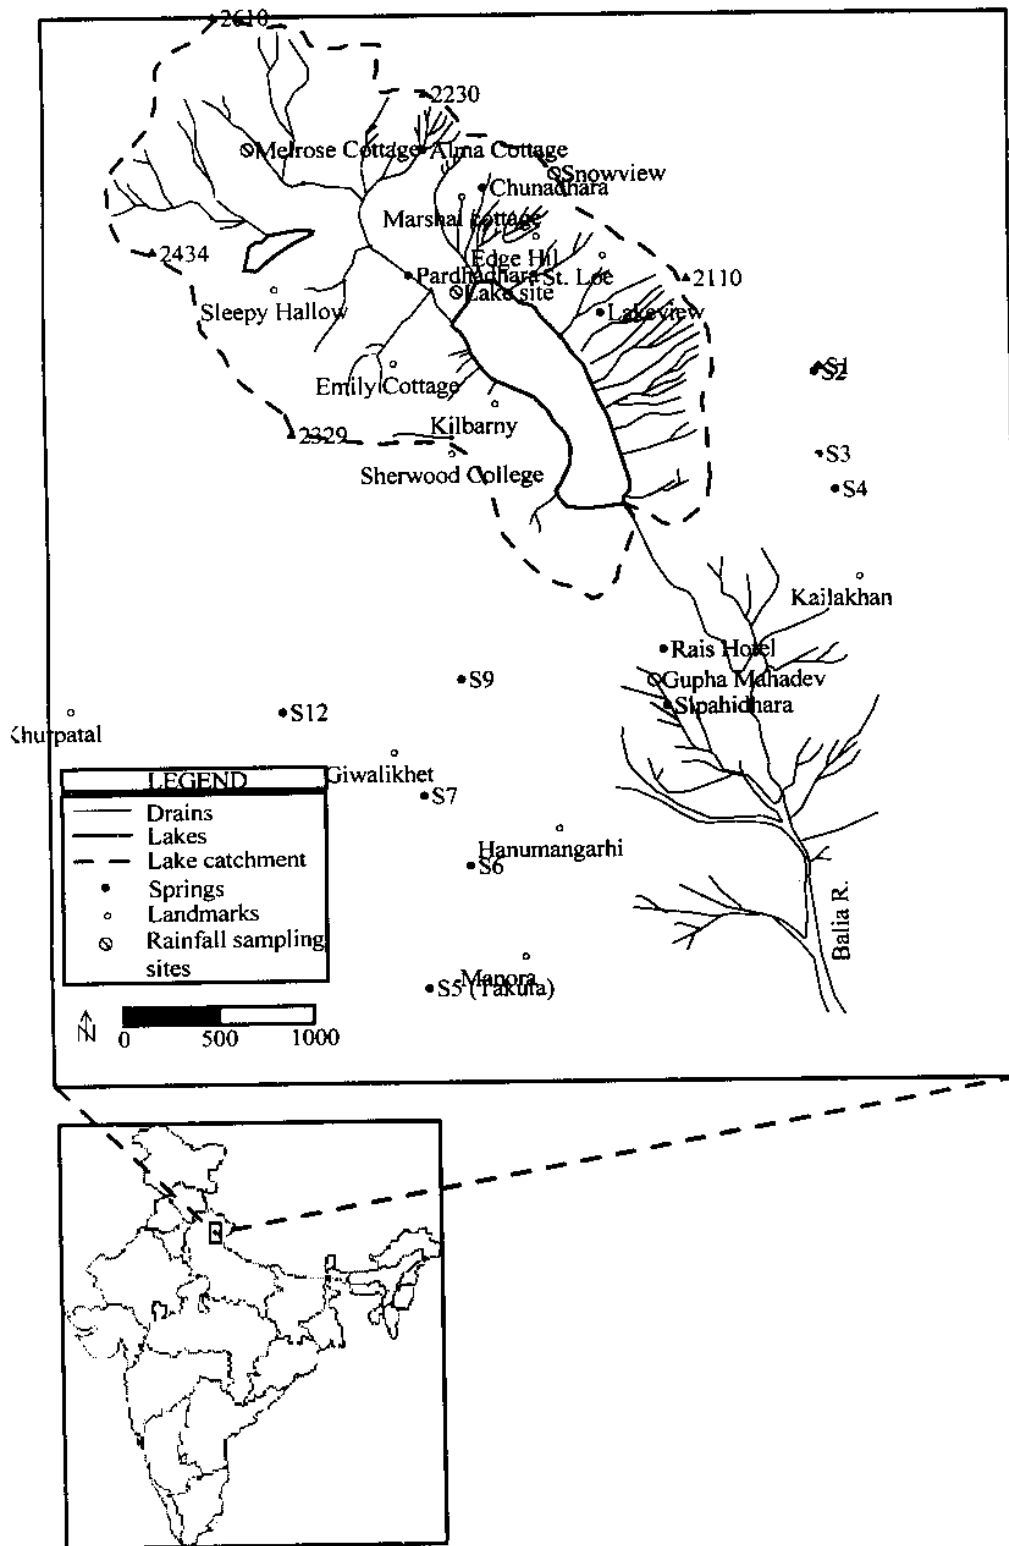 2610
2230
Melrose Cottage
Alma Cottage
Snowview
Chunadhara
Marshal cottage
2434
Edge Hil
Pardhadhara
St. Loe
2110
Lake site
Sleepy Hallow
Lakeview
S1
S2
Emily Cottage
Kilbarny
2329
S3
Sherwood College
S4
Kailakhan
Rais Hotel
S9
Gupha Mahadev
Sipahidhara
S12
Khurpatal
Giwalikhet
LEGEND
Drains
Lakes
Lake catchment
Springs
Landmarks
Rainfall sampling
sites
S7
Hanumangarhi
S6
Balia R.
Manora
S5 (Takula)
N
0
500
1000